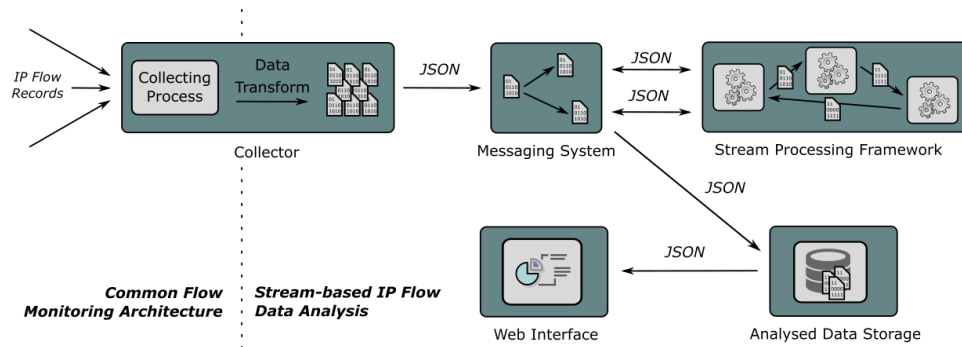 IP Flow
Records
Collecting
Process
Data
Transform
Collector
JSON
Messaging System
JSON
JSON
Stream Processing Framework
JSON
JSON
Web Interface
Analysed Data Storage
Common Flow
Monitoring Architecture
Stream-based IP Flow
Data Analysis